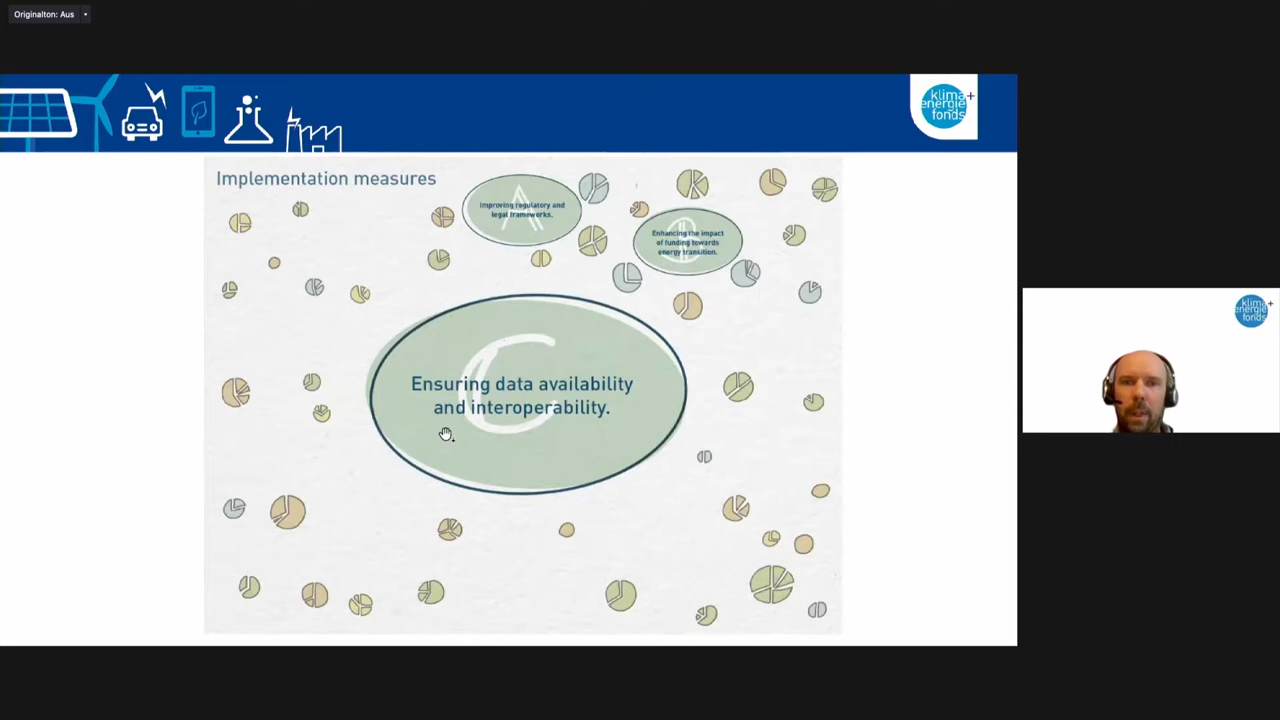 Originalton: Aus
klima+
energie
fonds
Implementation measures
A
Improving regulatory and
legal frameworks.
B
Enhancing the impact
of funding towards
energy transition.
C
Ensuring data availability
and interoperability.
klima+
energie
fonds